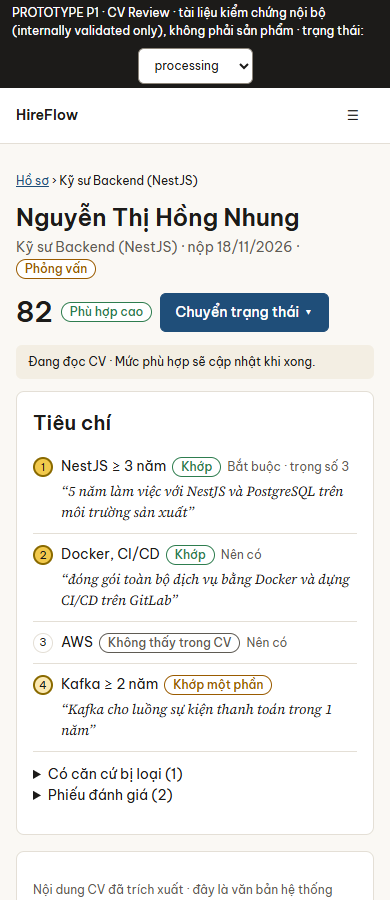 PROTOTYPE P1 · CV Review · tài liệu kiểm chứng nội bộ
(internally validated only), không phải sản phẩm · trạng thái:
processing
HireFlow
☰
Hồ sơ › Kỹ sư Backend (NestJS)
Nguyễn Thị Hồng Nhung
Kỹ sư Backend (NestJS) · nộp 18/11/2026 ·
Phỏng vấn
82 Phù hợp cao Chuyển trạng thái ▾
Đang đọc CV · Mức phù hợp sẽ cập nhật khi xong.
Tiêu chí
1 NestJS ≥ 3 năm Khớp Bắt buộc · trọng số 3
“5 năm làm việc với NestJS và PostgreSQL trên
môi trường sản xuất”
2 Docker, CI/CD Khớp Nên có
“đóng gói toàn bộ dịch vụ bằng Docker và dựng
CI/CD trên GitLab”
3 AWS Không thấy trong CV Nên có
4 Kafka ≥ 2 năm Khớp một phần
“Kafka cho luồng sự kiện thanh toán trong 1
năm”
▶ Có căn cứ bị loại (1)
▶ Phiếu đánh giá (2)
Nội dung CV đã trích xuất · đây là văn bản hệ thống